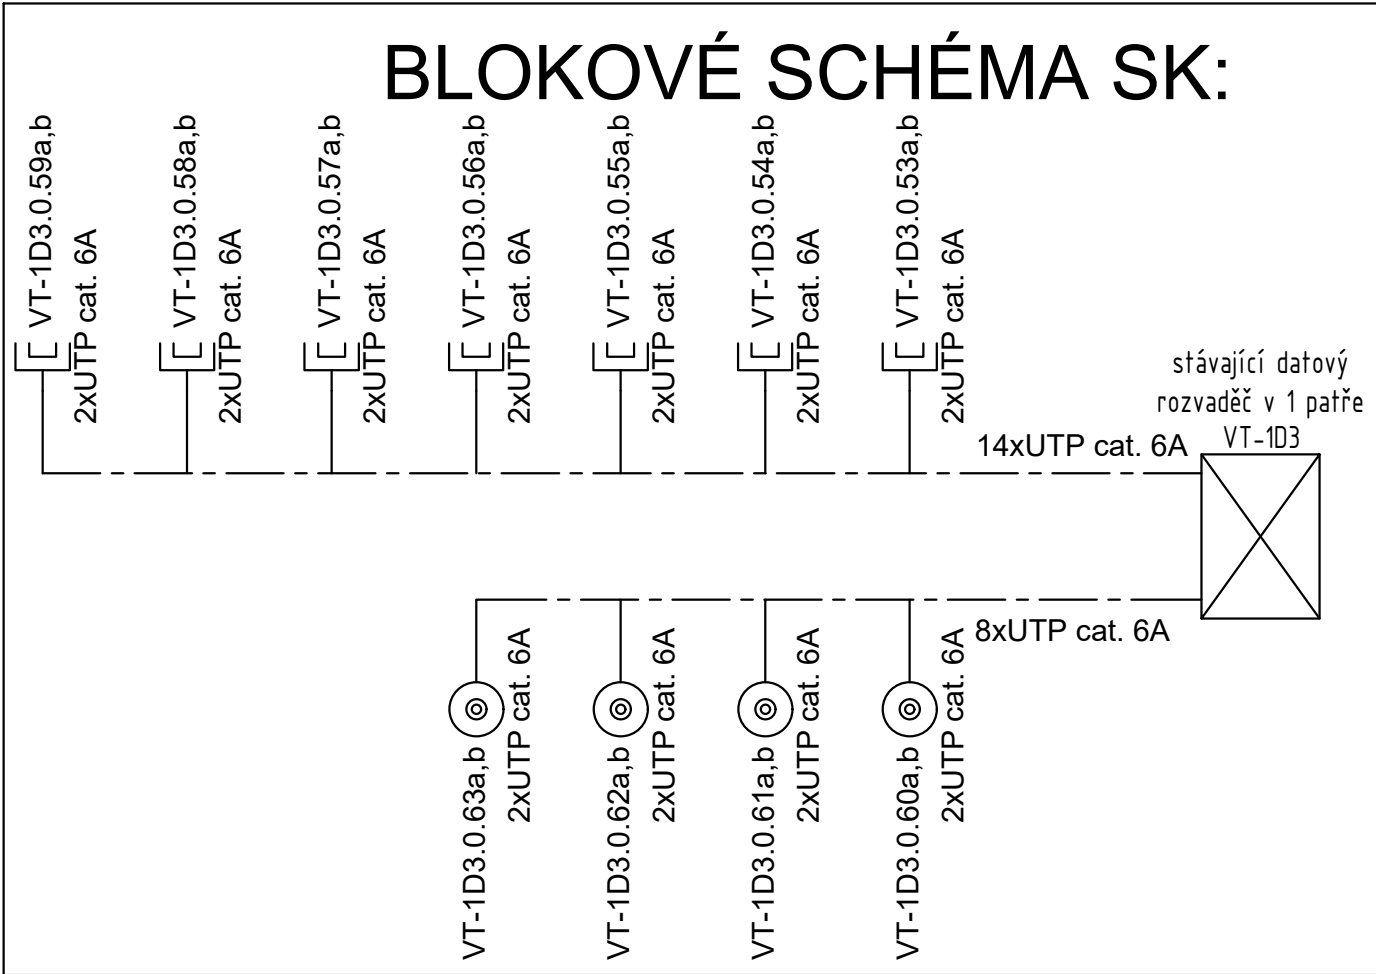 BLOKOVÉ SCHÉMA SK:
VT-1D3.0.59a,b
2xUTP cat. 6A
VT-1D3.0.58a,b
2xUTP cat. 6A
VT-1D3.0.57a,b
2xUTP cat. 6A
VT-1D3.0.56a,b
2xUTP cat. 6A
VT-1D3.0.55a,b
2xUTP cat. 6A
VT-1D3.0.54a,b
2xUTP cat. 6A
VT-1D3.0.53a,b
2xUTP cat. 6A
stávající datový
rozvaděč v 1 patře
VT-1D3
14xUTP cat. 6A
8xUTP cat. 6A
VT-1D3.0.63a,b
2xUTP cat. 6A
VT-1D3.0.62a,b
2xUTP cat. 6A
VT-1D3.0.61a,b
2xUTP cat. 6A
VT-1D3.0.60a,b
2xUTP cat. 6A